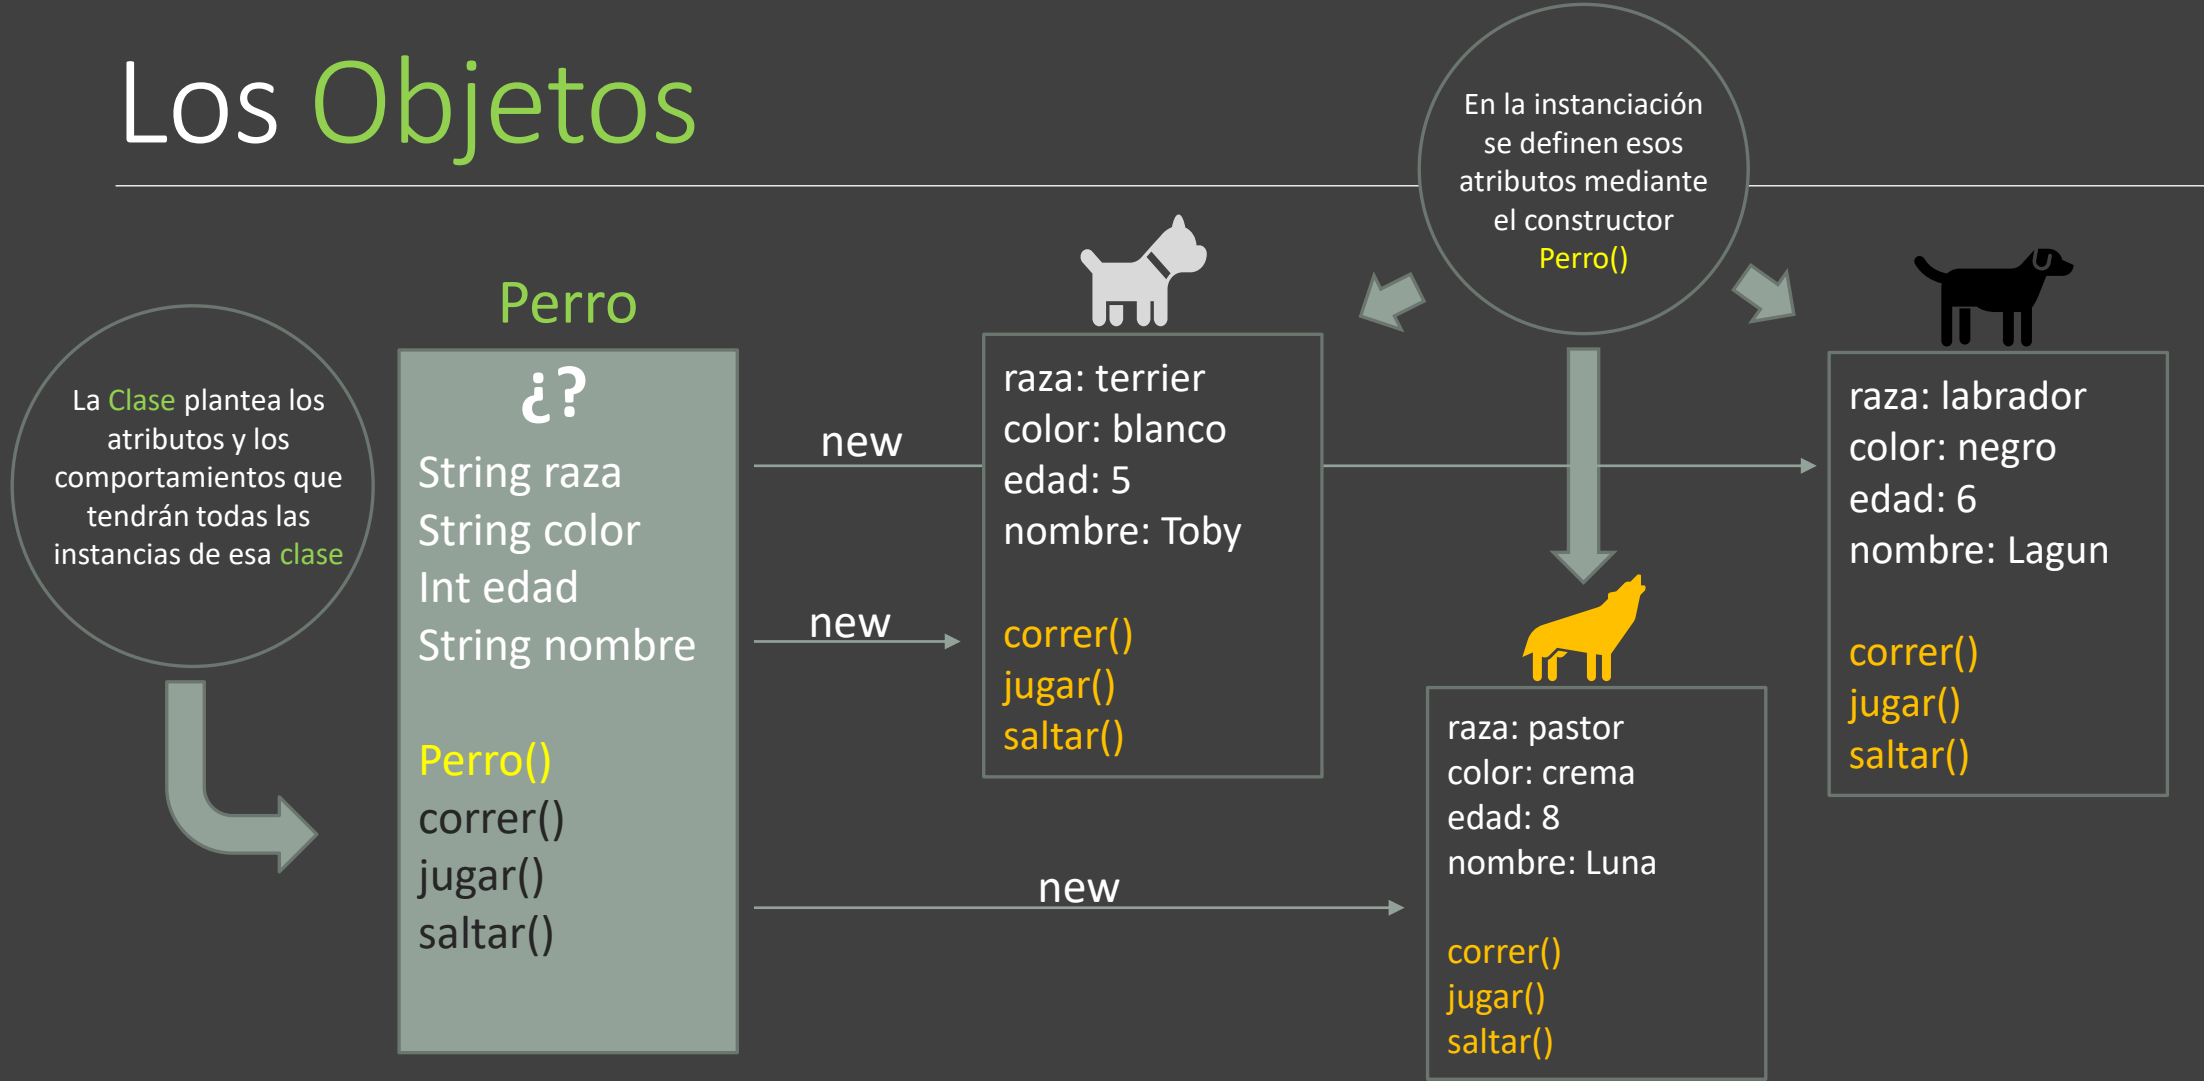 Los Objetos
En la instanciación
se definen esos
atributos mediante
el constructor
Perro()
La Clase plantea los
atributos y los
comportamientos que
tendrán todas las
instancias de esa clase
Perro
¿?
String raza
String color
Int edad
String nombre
Perro()
correr()
jugar()
saltar()
new
new
new
raza: terrier
color: blanco
edad: 5
nombre: Toby
correr()
jugar()
saltar()
raza: pastor
color: crema
edad: 8
nombre: Luna
correr()
jugar()
saltar()
raza: labrador
color: negro
edad: 6
nombre: Lagun
correr()
jugar()
saltar()